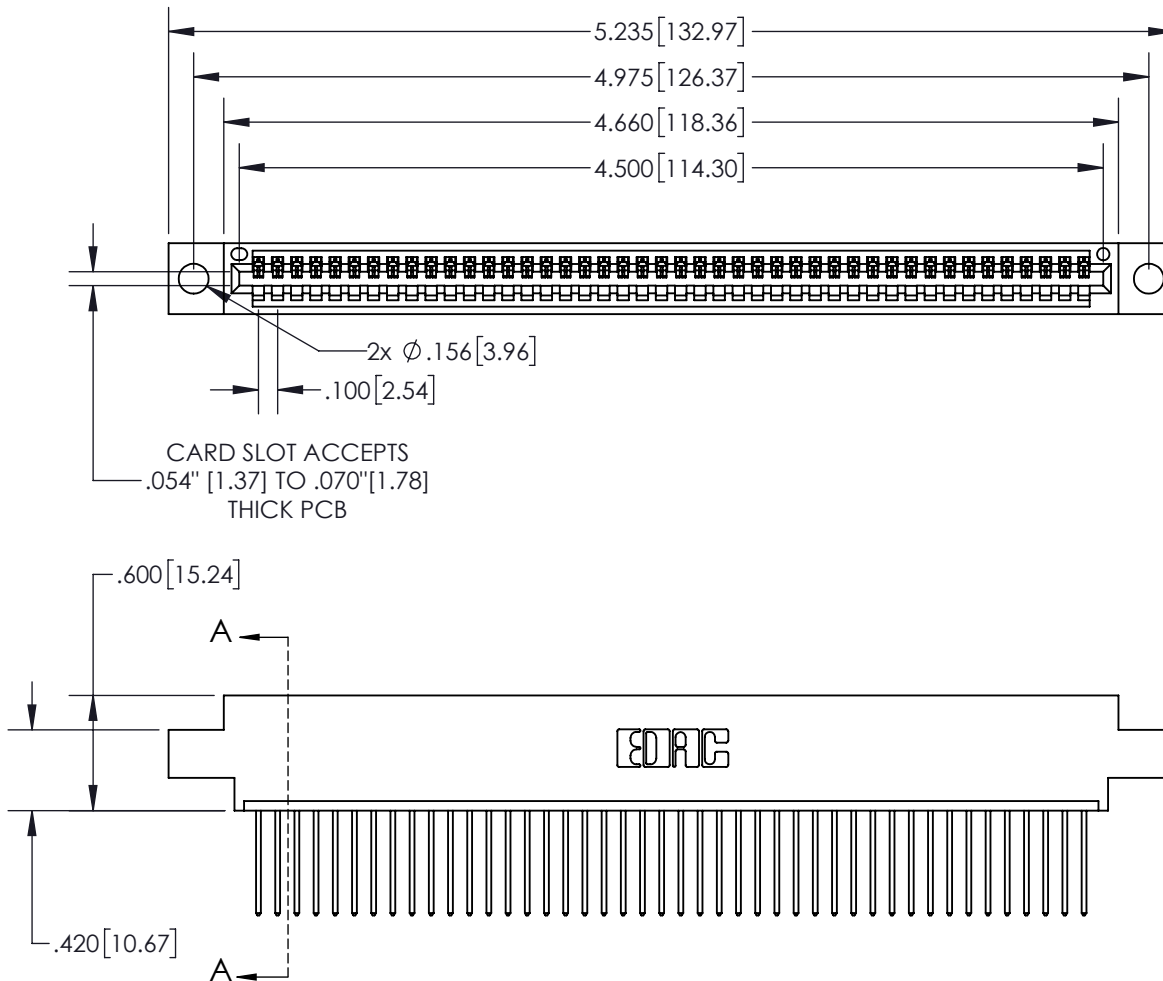 5.235[132.97]
4.975[126.37]
4.660[118.36]
4.500[114.30]
2x Ø.156[3.96]
.100[2.54]
CARD SLOT ACCEPTS
.054" [1.37] TO .070"[1.78]
THICK PCB
.600[15.24]
A
EDAC
.420[10.67]
A